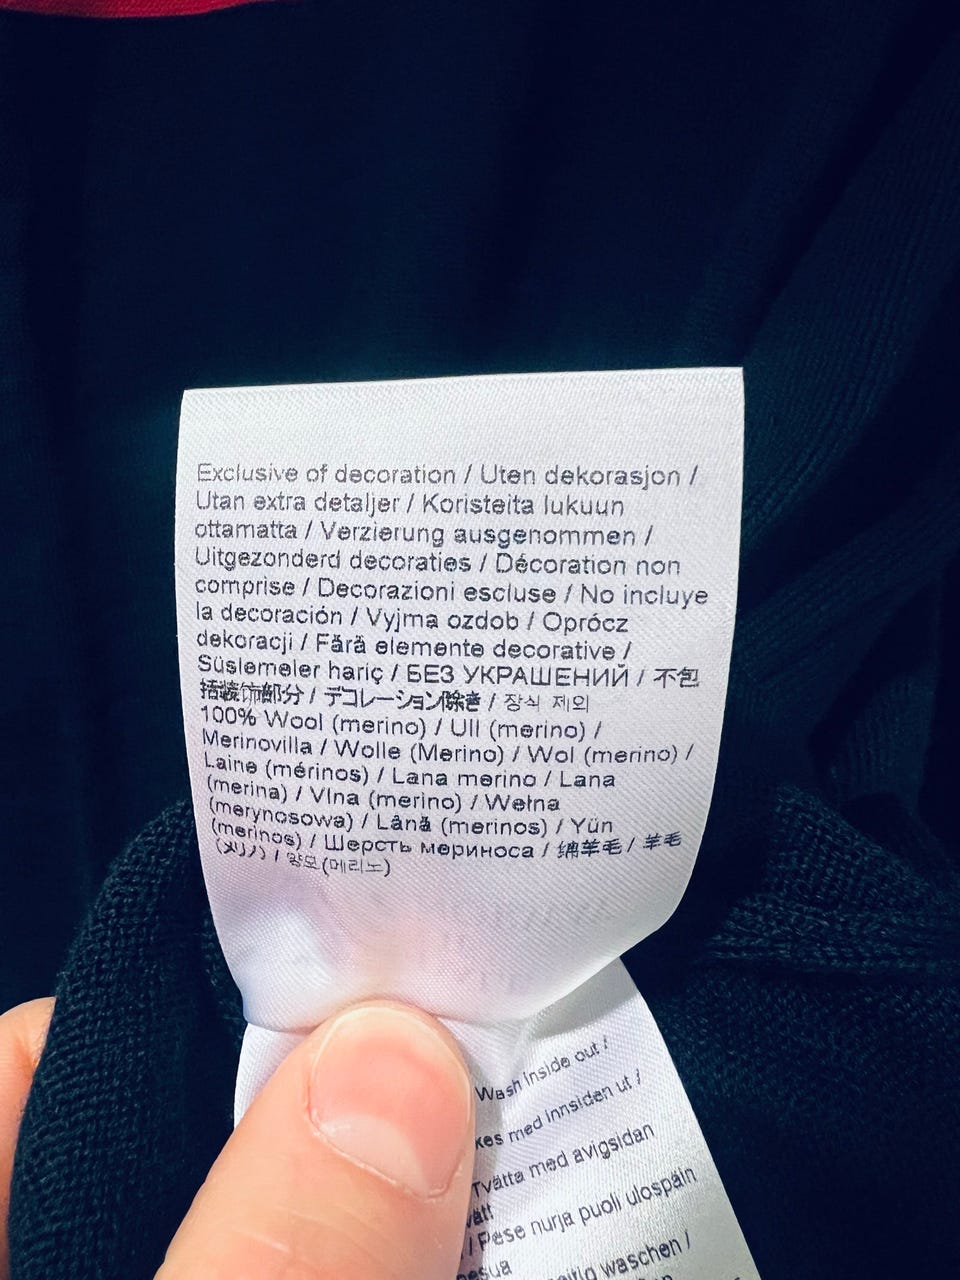 Exclusive of decoration / Uten dekorasjon /
Utan extra detaljer / Koristeita lukuun
ottamatta / Verzierung ausgenommen /
Uitgezonderd decoraties / Décoration non
comprise / Decorazioni escluse / No incluye
la decoración / Vyjma ozdob / Oprócz
dekoracji / Fără elemente decorative /
Süslemeler hariç / БЕЗ УКРАШЕНИЙ / 不包
括装饰部分 / デコレーション除き / 장식 제외
100% Wool (merino) / Ull (merino) /
Merinovilla / Wolle (Merino) / Wol (merino) /
Laine (mérinos) / Lana merino / Lana
(merina) / Vlna (merino) / Wełna
(merynosowa) / Lână (merinos) / Yün
(merinos) / Шерсть мериноса / 绵羊毛 / 羊毛
(メリノ) / 양모(메리노)
Wash inside out /
med innsiden ut /
Tvätta med avigsidan
/ Pese nurja puoli ulospäin
waschen /